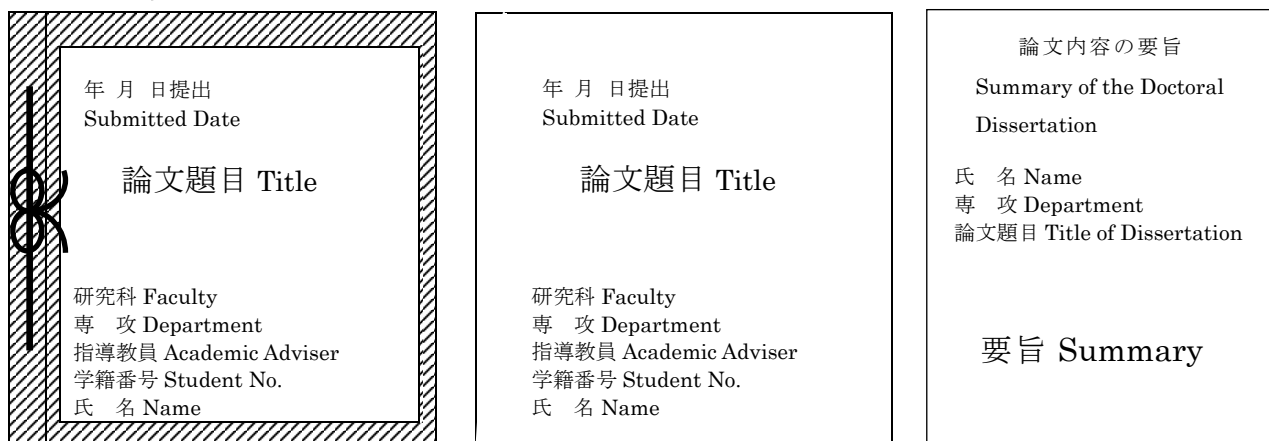 年 月 日提出
Submitted Date
論文題目 Title
研究科 Faculty
専　攻 Department
指導教員 Academic Adviser
学籍番号 Student No.
氏　名 Name
年 月 日提出
Submitted Date
論文題目 Title
研究科 Faculty
専　攻 Department
指導教員 Academic Adviser
学籍番号 Student No.
氏　名 Name
論文内容の要旨
Summary of the Doctoral
Dissertation
氏　名 Name
専　攻 Department
論文題目 Title of Dissertation
要旨 Summary